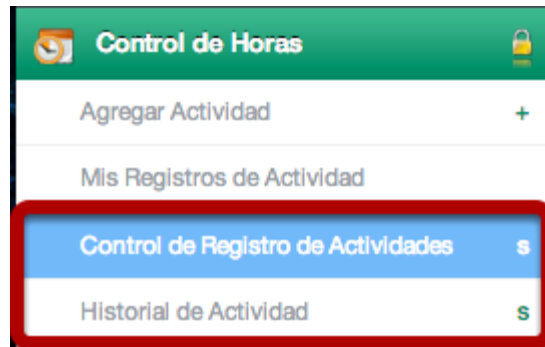 Control de Horas
Agregar Actividad +
Mis Registros de Actividad
Control de Registro de Actividades s
Historial de Actividad s